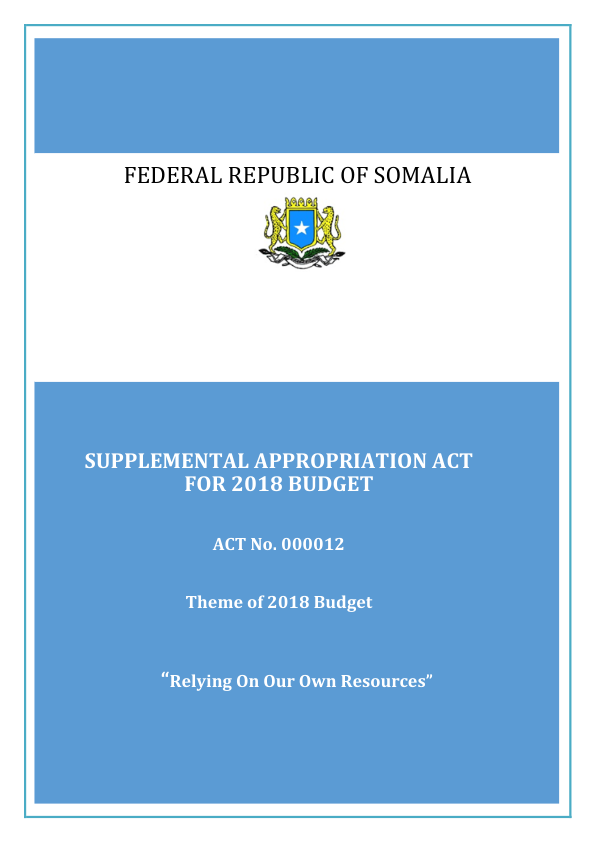 FEDERAL REPUBLIC OF SOMALIA
SUPPLEMENTAL APPROPRIATION ACT
FOR 2018 BUDGET
ACT No. 000012
Theme of 2018 Budget
“Relying On Our Own Resources”